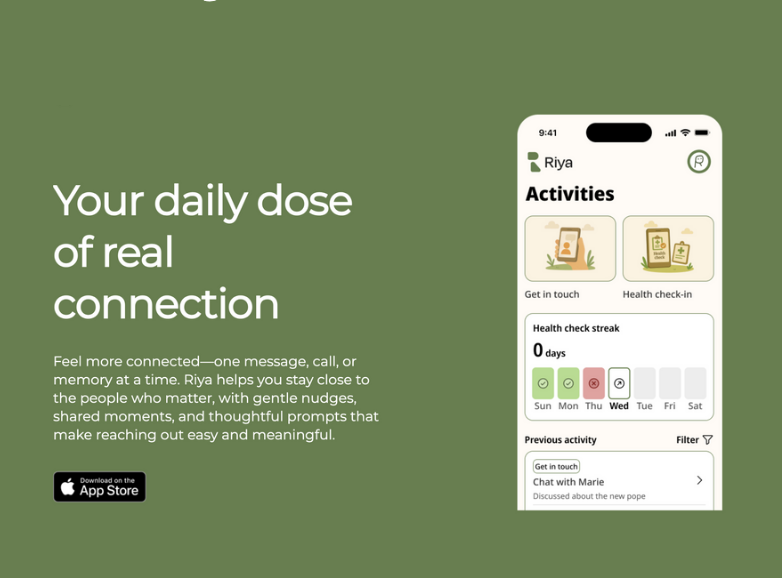 Your daily dose
of real
connection
Feel more connected—one message, call, or
memory at a time. Riya helps you stay close to
the people who matter, with gentle nudges,
shared moments, and thoughtful prompts that
make reaching out easy and meaningful.
Download on the
App Store
9:41
Riya
R
Activities
Health check
Get in touch
Health check-in
Health check streak
0 days
Sun Mon Thu Wed Tue Fri Sat
Previous activity
Filter
Get in touch
Chat with Marie
Discussed about the new pope